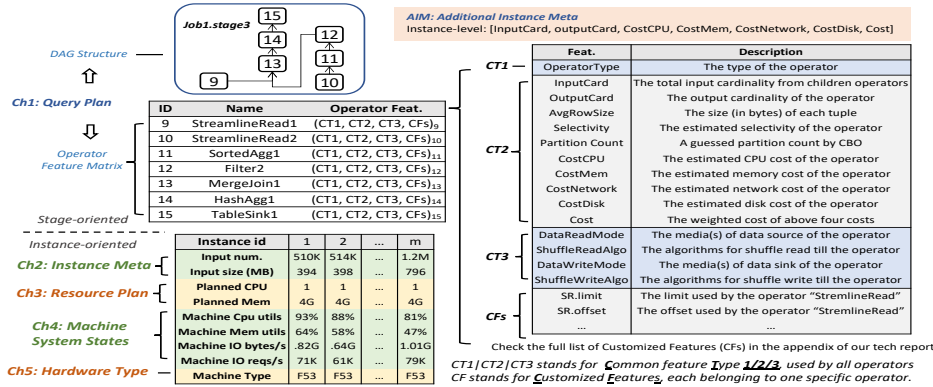 AIM: Additional Instance Meta
Instance-level: [InputCard, outputCard, CostCPU, CostMem, CostNetwork, CostDisk, Cost]
Job1.stage3
15
14
13
9
12
11
10
DAG Structure
Ch1: Query Plan
Operator
Feature Matrix
ID Name Operator Feat.
9 StreamlineRead1 (CT1, CT2, CT3, CFs)9
10 StreamlineRead2 (CT1, CT2, CT3, CFs)10
11 SortedAgg1 (CT1, CT2, CT3, CFs)11
12 Filter2 (CT1, CT2, CT3, CFs)12
13 MergeJoin1 (CT1, CT2, CT3, CFs)13
14 HashAgg1 (CT1, CT2, CT3, CFs)14
15 TableSink1 (CT1, CT2, CT3, CFs)15
Stage-oriented
Instance-oriented
Ch2: Instance Meta
Ch3: Resource Plan
Ch4: Machine
System States
Ch5: Hardware Type
Instance id 1 2 ... m
Input num. 510K 514K ... 1.2M
Input size (MB) 394 398 ... 796
Planned CPU 1 1 ... 1
Planned Mem 4G 4G ... 4G
Machine Cpu utils 93% 88% ... 81%
Machine Mem utils 64% 58% ... 47%
Machine IO bytes/s .82G .64G ... 1.01G
Machine IO reqs/s 71K 61K ... 79K
Machine Type F53 F53 ... F53
Feat. Description
CT1
OperatorType The type of the operator
CT2
InputCard The total input cardinality from children operators
OutputCard The output cardinality of the operator
AvgRowSize The size (in bytes) of each tuple
Selectivity The estimated selectivity of the operator
Partition Count A guessed partition count by CBO
CostCPU The estimated CPU cost of the operator
CostMem The estimated memory cost of the operator
CostNetwork The estimated network cost of the operator
CostDisk The estimated disk cost of the operator
Cost The weighted cost of above four costs
CT3
DataReadMode The media(s) of data source of the operator
ShuffleReadAlgo The algorithms for shuffle read till the operator
DataWriteMode The media(s) of data sink of the operator
ShuffleWriteAlgo The algorithms for shuffle write till the operator
CFs
SR.limit The limit used by the operator “StremlineRead”
SR.offset The offset used by the operator “StremlineRead”
... ...
Check the full list of Customized Features (CFs) in the appendix of our tech report
CT1|CT2|CT3 stands for Common feature Type 1/2/3, used by all operators
CF stands for Customized Features, each belonging to one specific operator.